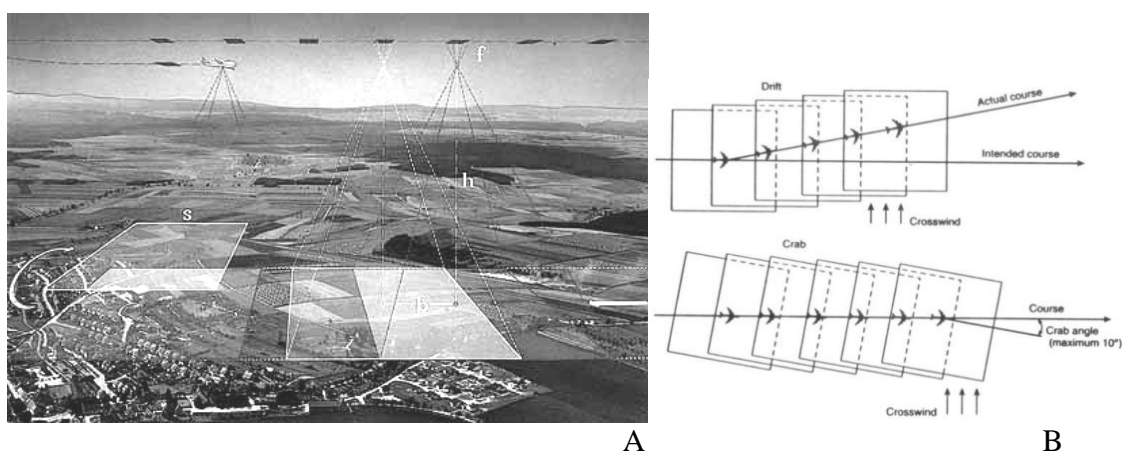 f
h
s
Drift
Actual course
Intended course
Crosswind
Crab
Course
Crab angle
(maximum 10°)
Crosswind
A
B